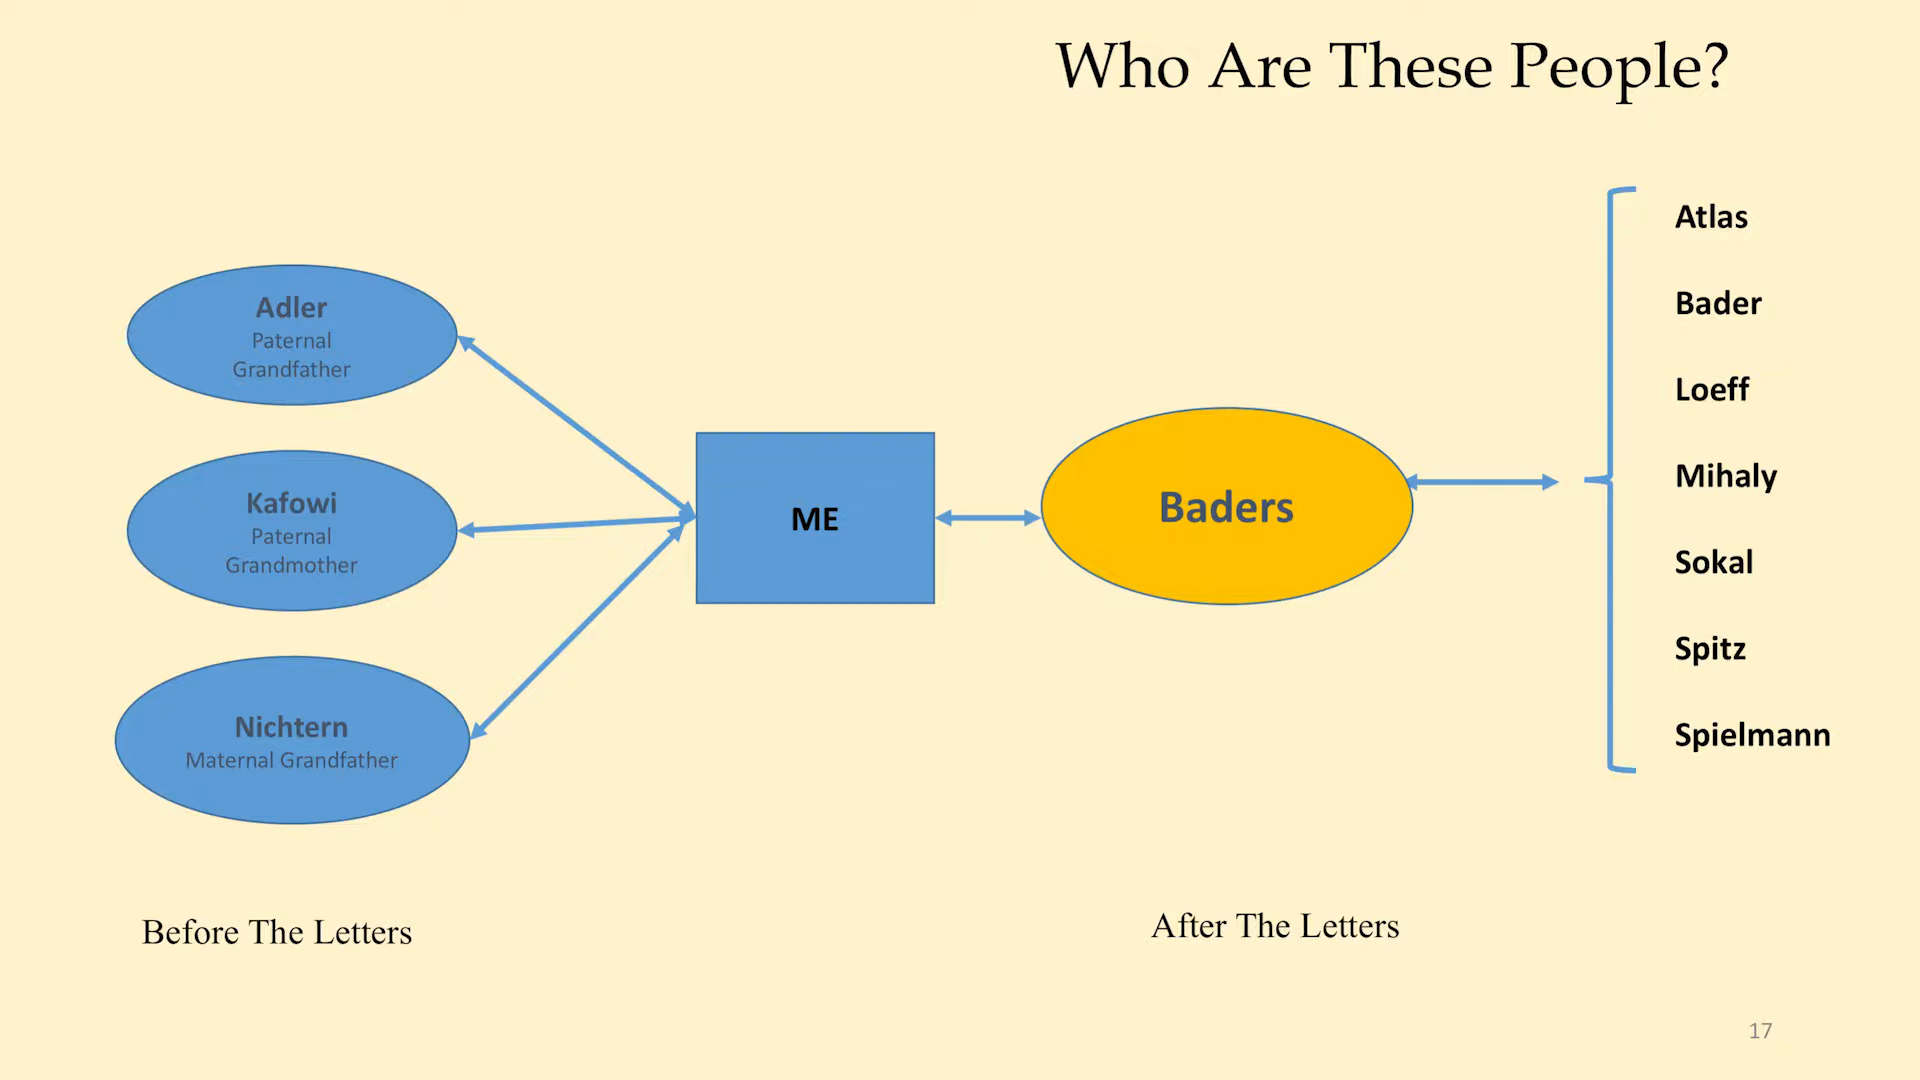 Who Are These People?
Adler
Paternal
Grandfather
Kafowi
Paternal
Grandmother
Nichtern
Maternal Grandfather
ME
Baders
Atlas
Bader
Loeff
Mihaly
Sokal
Spitz
Spielmann
Before The Letters
After The Letters
17